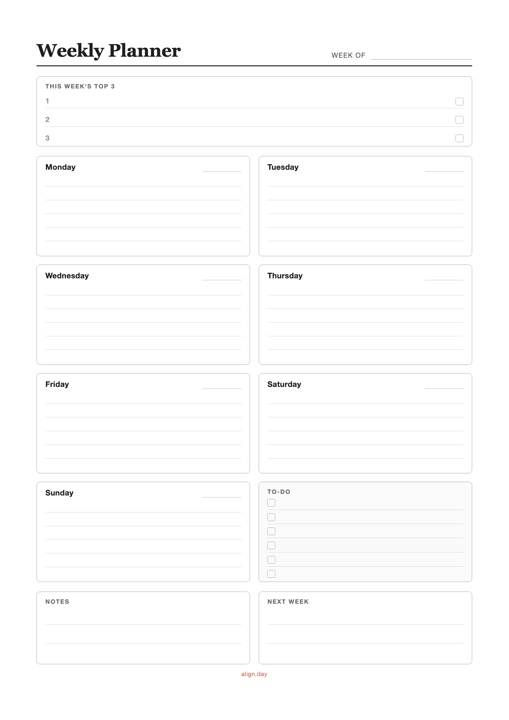 Weekly Planner
WEEK OF
THIS WEEK'S TOP 3
1
2
3
Monday
Tuesday
Wednesday
Thursday
Friday
Saturday
Sunday
TO-DO
NOTES
NEXT WEEK
align.day